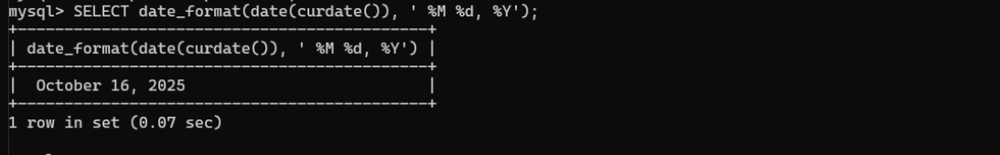 mysql> SELECT date_format(date(curdate()), ' %M %d, %Y');
+--------------------------------------------+
| date_format(date(curdate()), ' %M %d, %Y') |
+--------------------------------------------+
|  October 16, 2025                          |
+--------------------------------------------+
1 row in set (0.07 sec)